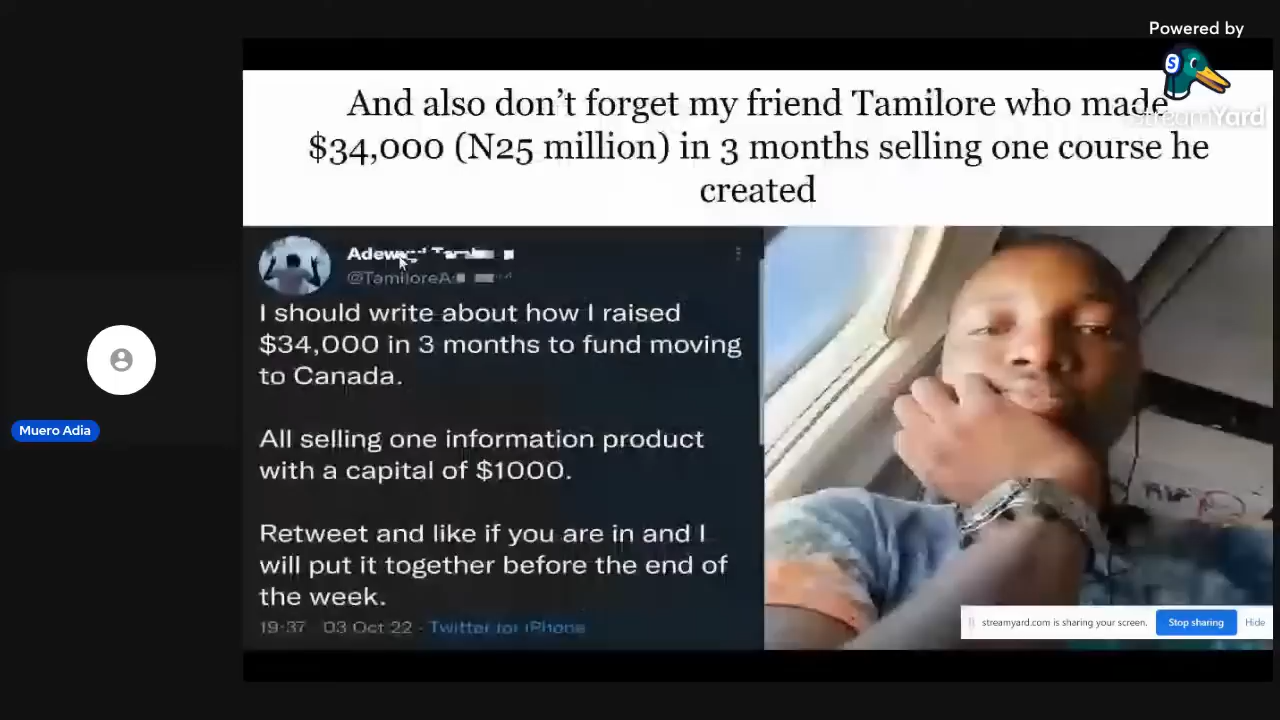 Powered by
StreamYard
And also don’t forget my friend Tamilore who made
$34,000 (N25 million) in 3 months selling one course he
created
@TamiloreA
I should write about how I raised
$34,000 in 3 months to fund moving
to Canada.
All selling one information product
with a capital of $1000.
Retweet and like if you are in and I
will put it together before the end of
the week.
19:37 · 03 Oct 22 · Twitter for iPhone
Muero Adia
streamyard.com is sharing your screen.
Stop sharing
Hide